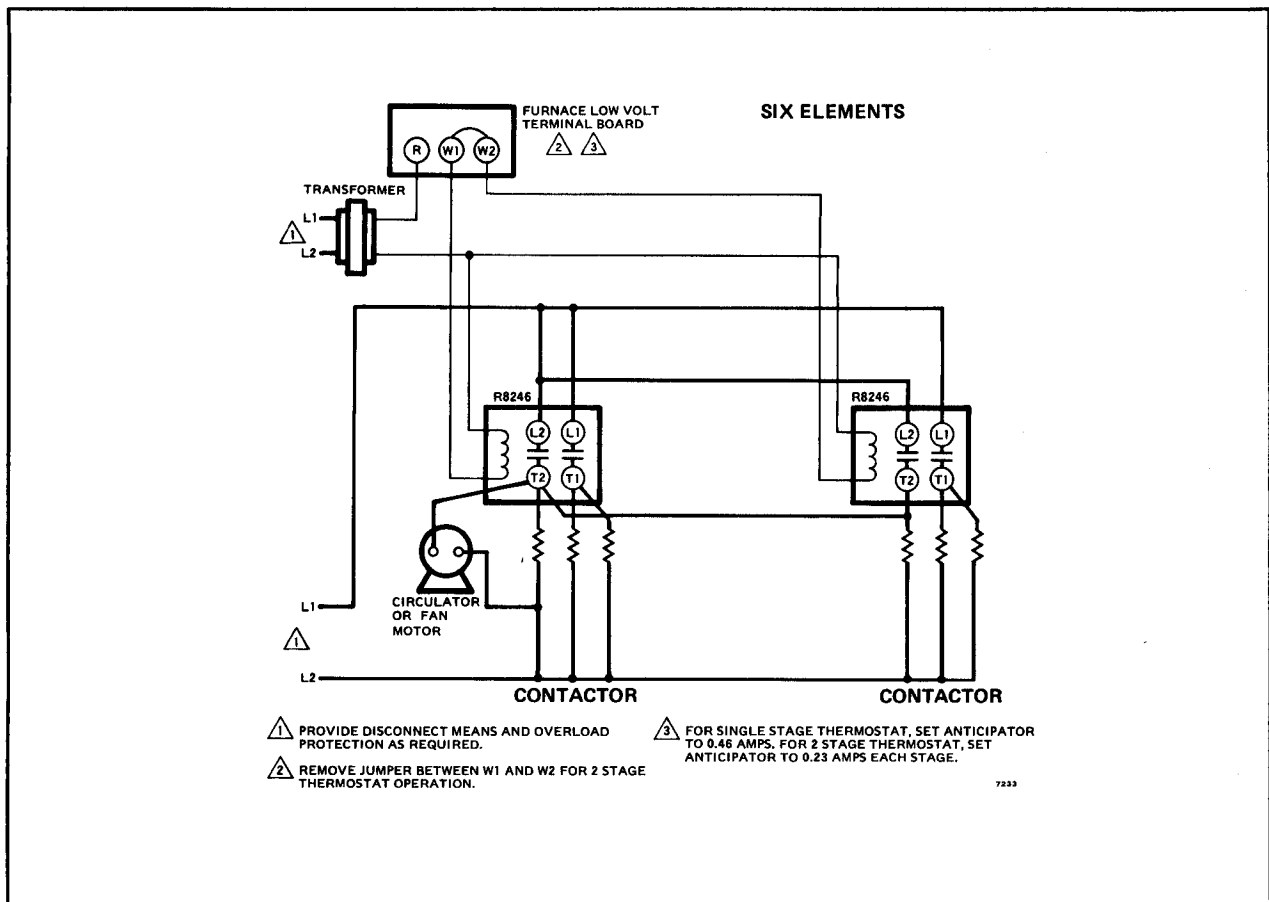 SIX ELEMENTS
FURNACE LOW VOLT
TERMINAL BOARD
2 3
R W1 W2
TRANSFORMER
L1
1
L2
R8246
R8246
L2 L1
L2 L1
T2 T1
T2 T1
CIRCULATOR
OR FAN
MOTOR
L1
1
L2
CONTACTOR
CONTACTOR
1 PROVIDE DISCONNECT MEANS AND OVERLOAD
PROTECTION AS REQUIRED.
2 REMOVE JUMPER BETWEEN W1 AND W2 FOR 2 STAGE
THERMOSTAT OPERATION.
3 FOR SINGLE STAGE THERMOSTAT, SET ANTICIPATOR
TO 0.46 AMPS. FOR 2 STAGE THERMOSTAT, SET
ANTICIPATOR TO 0.23 AMPS EACH STAGE.
7233